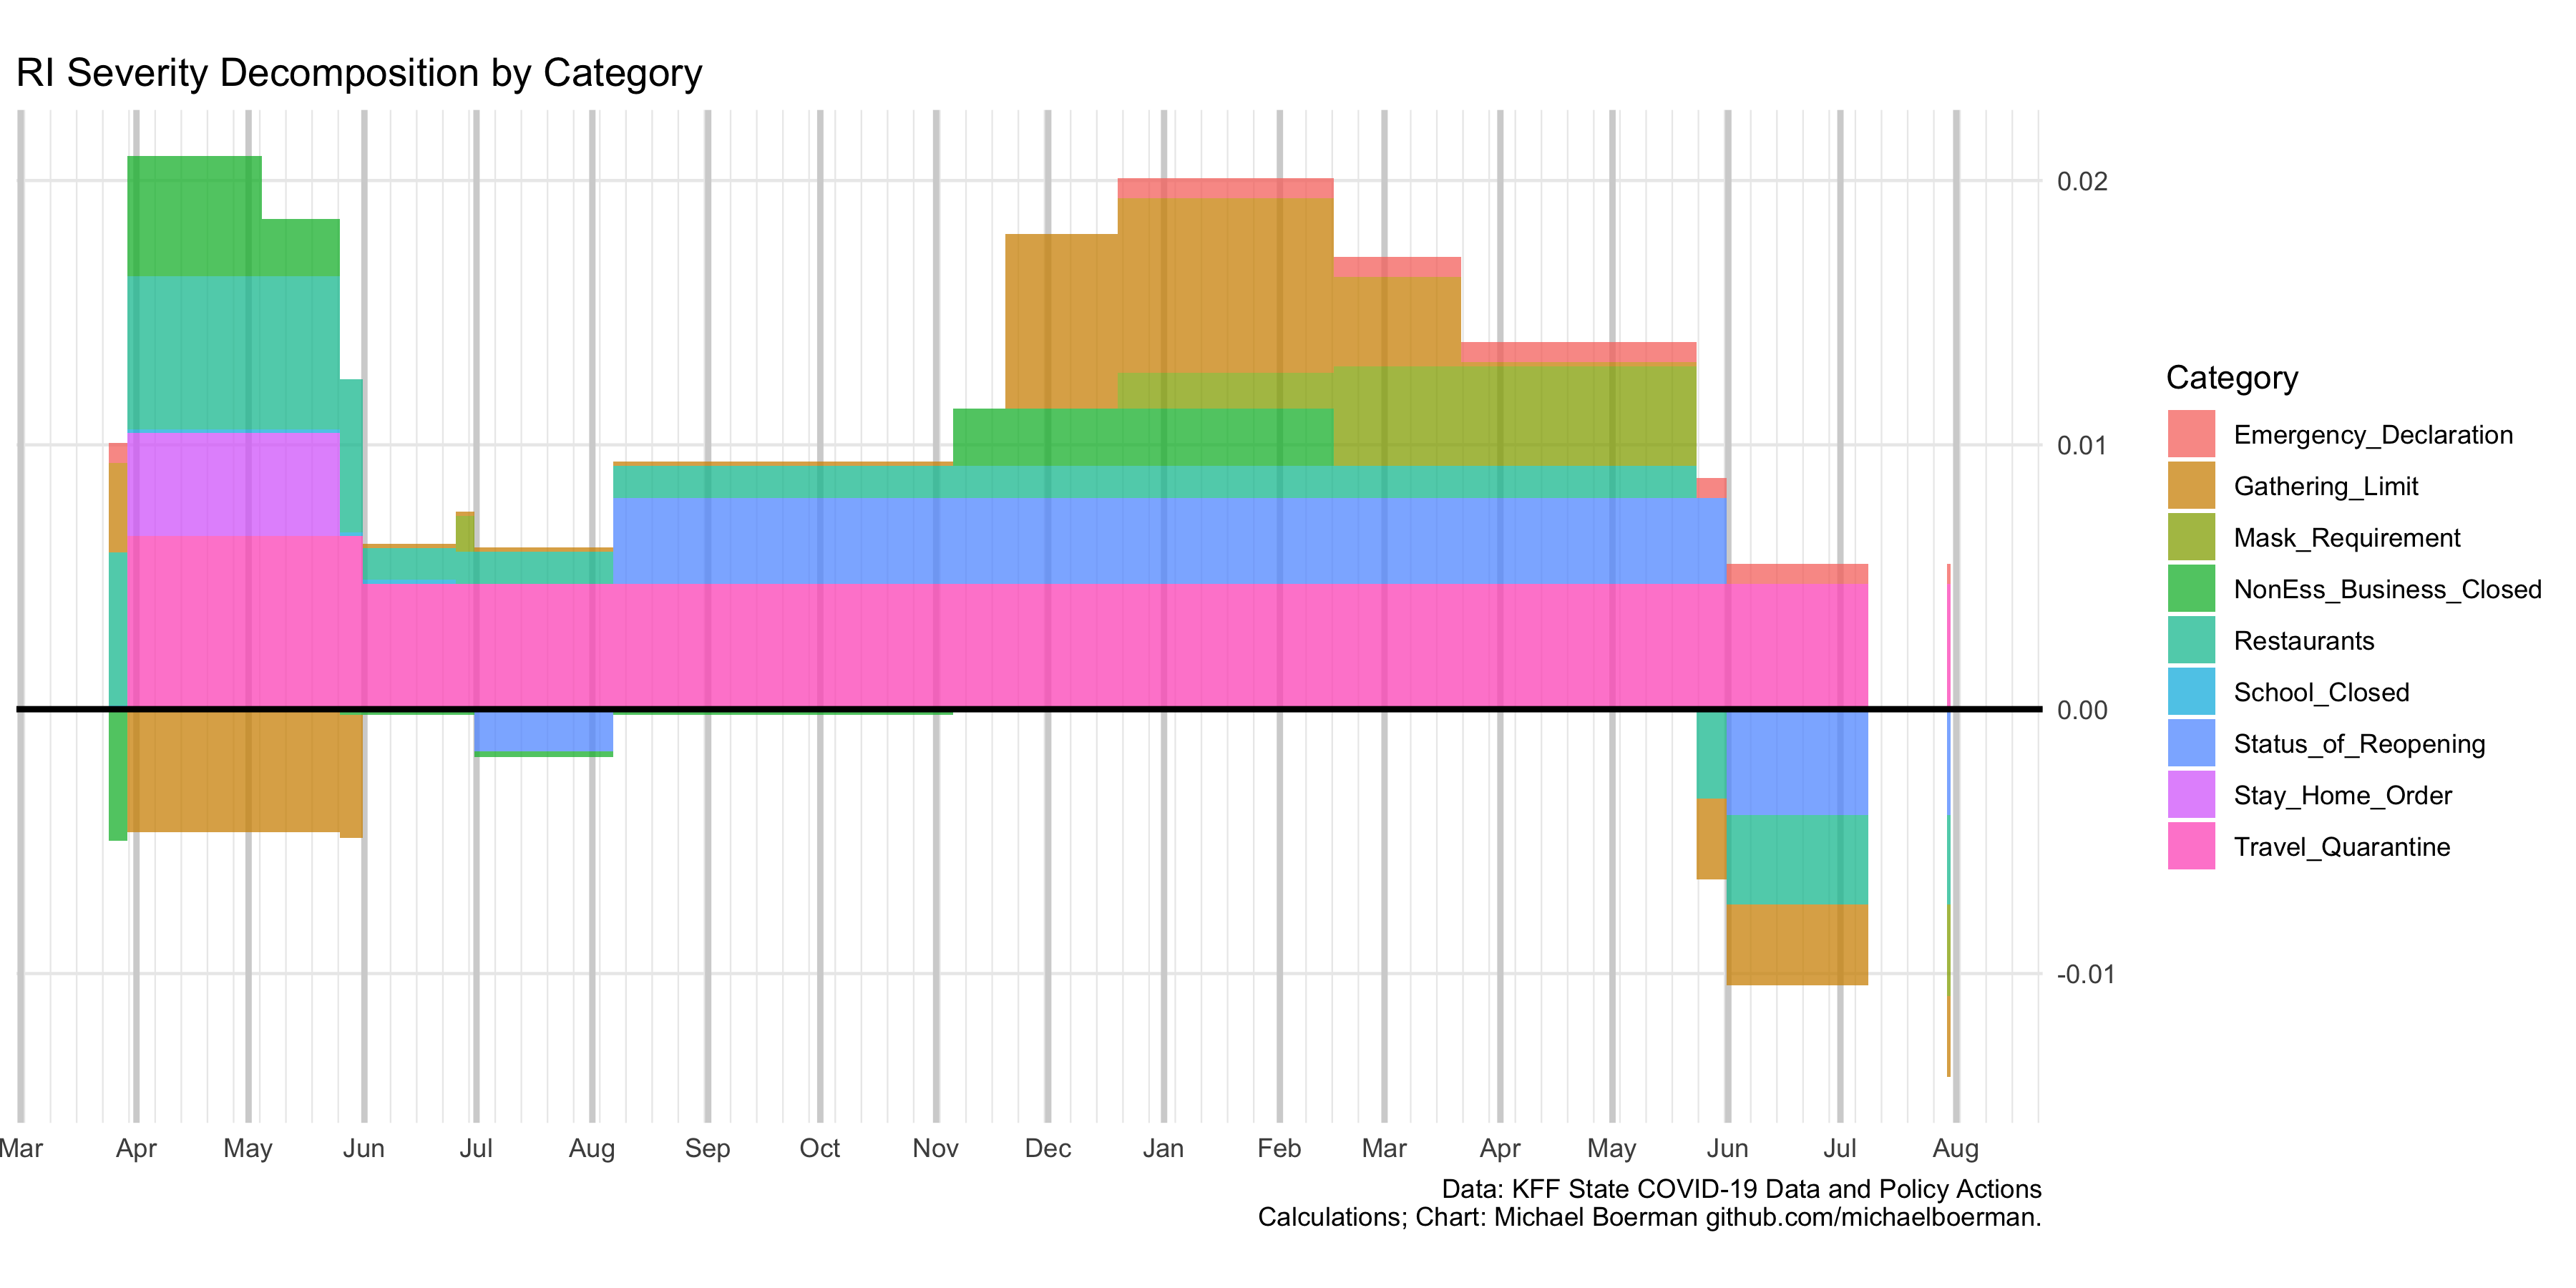 RI Severity Decomposition by Category
0.02
0.01
0.00
-0.01
Mar Apr May Jun Jul Aug Sep Oct Nov Dec Jan Feb Mar Apr May Jun Jul Aug
Data: KFF State COVID-19 Data and Policy Actions
Calculations; Chart: Michael Boerman github.com/michaelboerman.
Category
Emergency_Declaration
Gathering_Limit
Mask_Requirement
NonEss_Business_Closed
Restaurants
School_Closed
Status_of_Reopening
Stay_Home_Order
Travel_Quarantine